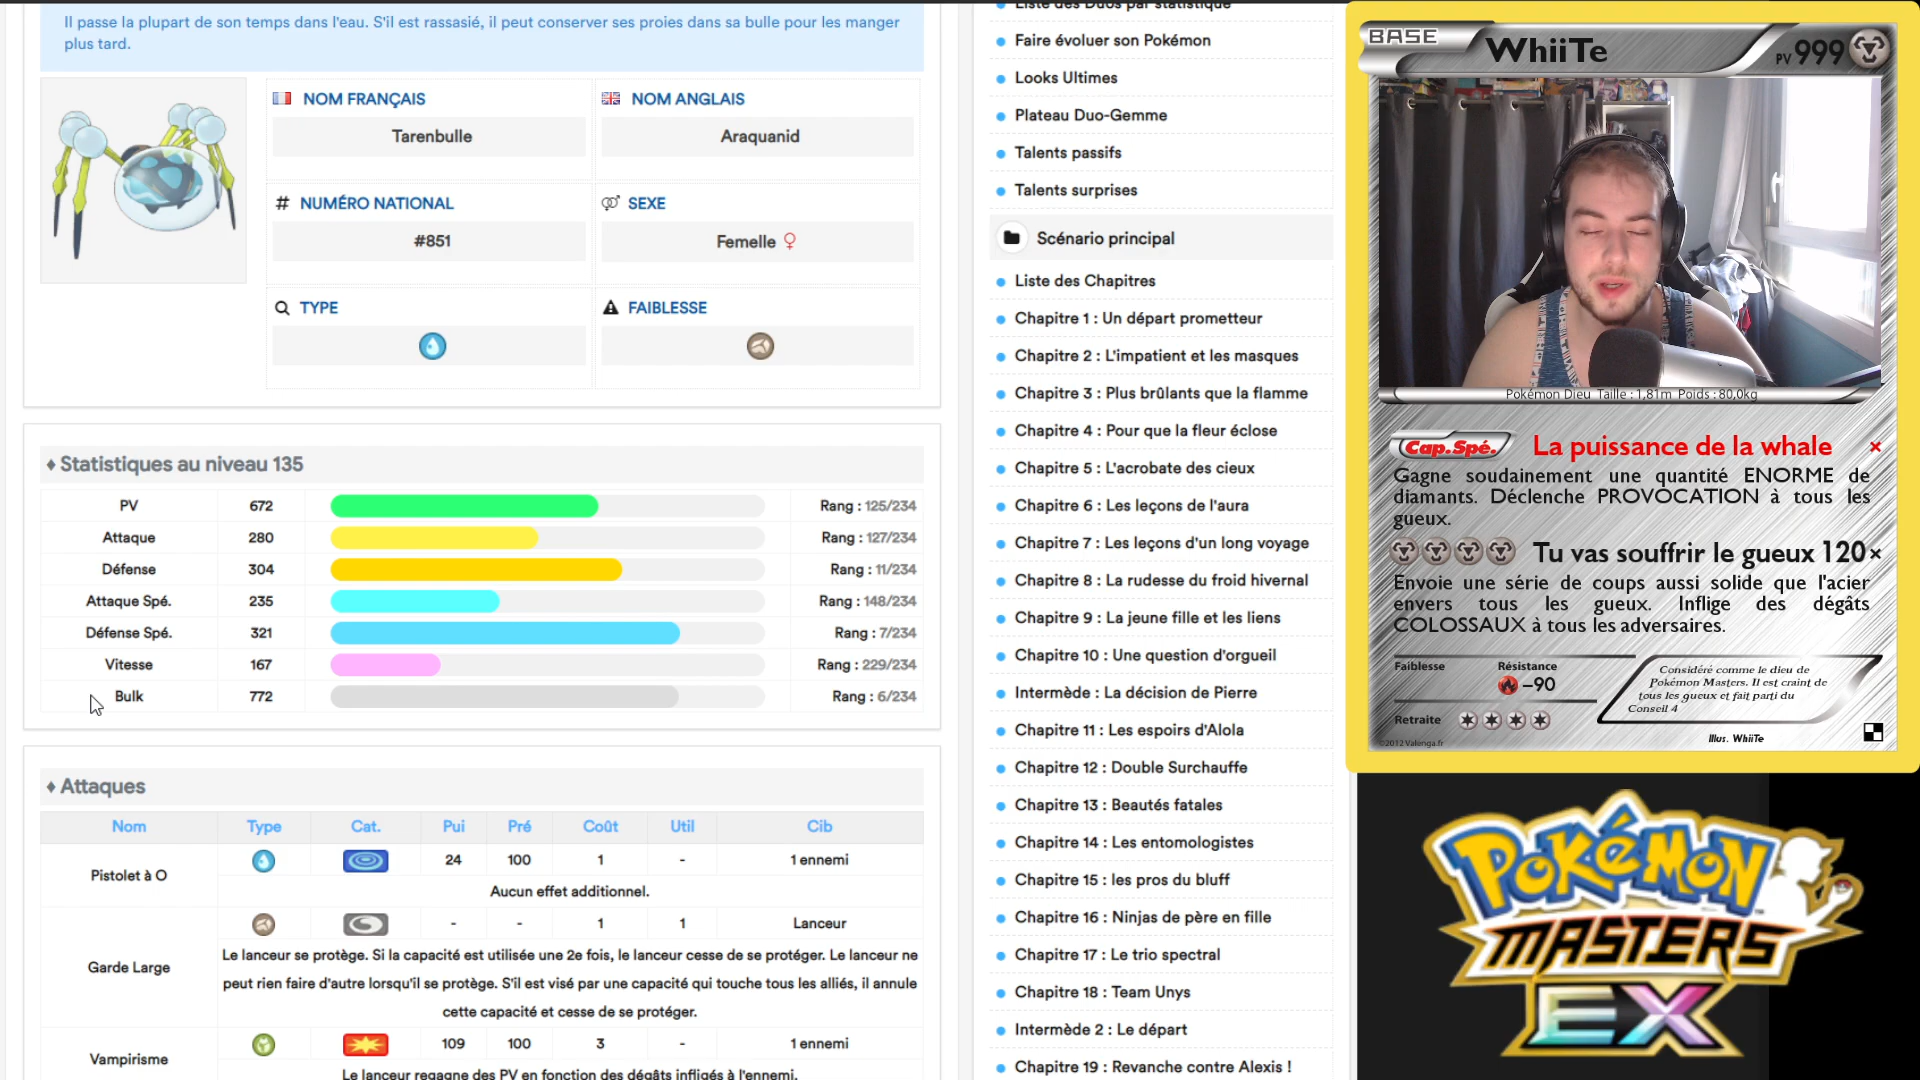 Il passe la plupart de son temps dans l'eau. S'il est rassasié, il peut conserver ses proies dans sa bulle pour les manger
plus tard.
NOM FRANÇAIS
NOM ANGLAIS
Tarenbulle
Araquanid
# NUMÉRO NATIONAL
SEXE
#851
Femelle ♀
TYPE
FAIBLESSE
♦ Statistiques au niveau 135
PV 672 Rang : 125/234
Attaque 280 Rang : 127/234
Défense 304 Rang : 11/234
Attaque Spé. 235 Rang : 148/234
Défense Spé. 321 Rang : 7/234
Vitesse 167 Rang : 229/234
Bulk 772 Rang : 6/234
♦ Attaques
Nom Type Cat. Pui Pré Coût Util Cib
Pistolet à O 24 100 1 - 1 ennemi
Aucun effet additionnel.
Garde Large - - 1 1 Lanceur
Le lanceur se protège. Si la capacité est utilisée une 2e fois, le lanceur cesse de se protéger. Le lanceur ne
peut rien faire d'autre lorsqu'il se protège. S'il est visé par une capacité qui touche tous les alliés, il annule
cette capacité et cesse de se protéger.
Vampirisme 109 100 3 - 1 ennemi
Le lanceur regagne des PV en fonction des dégâts infligés à l'ennemi.
Liste des Duos par statistique
Faire évoluer son Pokémon
Looks Ultimes
Plateau Duo-Gemme
Talents passifs
Talents surprises
Scénario principal
Liste des Chapitres
Chapitre 1 : Un départ prometteur
Chapitre 2 : L'impatient et les masques
Chapitre 3 : Plus brûlants que la flamme
Chapitre 4 : Pour que la fleur éclose
Chapitre 5 : L'acrobate des cieux
Chapitre 6 : Les leçons de l'aura
Chapitre 7 : Les leçons d'un long voyage
Chapitre 8 : La rudesse du froid hivernal
Chapitre 9 : La jeune fille et les liens
Chapitre 10 : Une question d'orgueil
Intermède : La décision de Pierre
Chapitre 11 : Les espoirs d'Alola
Chapitre 12 : Double Surchauffe
Chapitre 13 : Beautés fatales
Chapitre 14 : Les entomologistes
Chapitre 15 : les pros du bluff
Chapitre 16 : Ninjas de père en fille
Chapitre 17 : Le trio spectral
Chapitre 18 : Team Unys
Intermède 2 : Le départ
Chapitre 19 : Revanche contre Alexis !
BASE
WhiiTe
PV 999
Pokémon Dieu Taille : 1,81m Poids : 80,0kg
Cap.Spé. La puissance de la whale ×
Gagne soudainement une quantité ENORME de
diamants. Déclenche PROVOCATION à tous les
gueux.
Tu vas souffrir le gueux 120×
Envoie une série de coups aussi solide que l'acier
envers tous les gueux. Inflige des dégâts
COLOSSAUX à tous les adversaires.
Faiblesse
Résistance
-90
Retraite
Considéré comme le dieu de
Pokémon Masters. Il est craint de
tous les gueux et fait parti du
Conseil 4
Illus. WhiiTe
©2012 Valenga.fr
POKéMON
MASTERS
EX